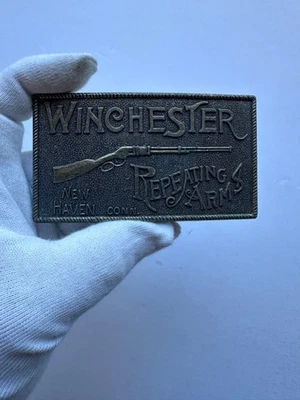 WINCHESTER
REPEATING
NEW
HAVEN CONN. ARMS